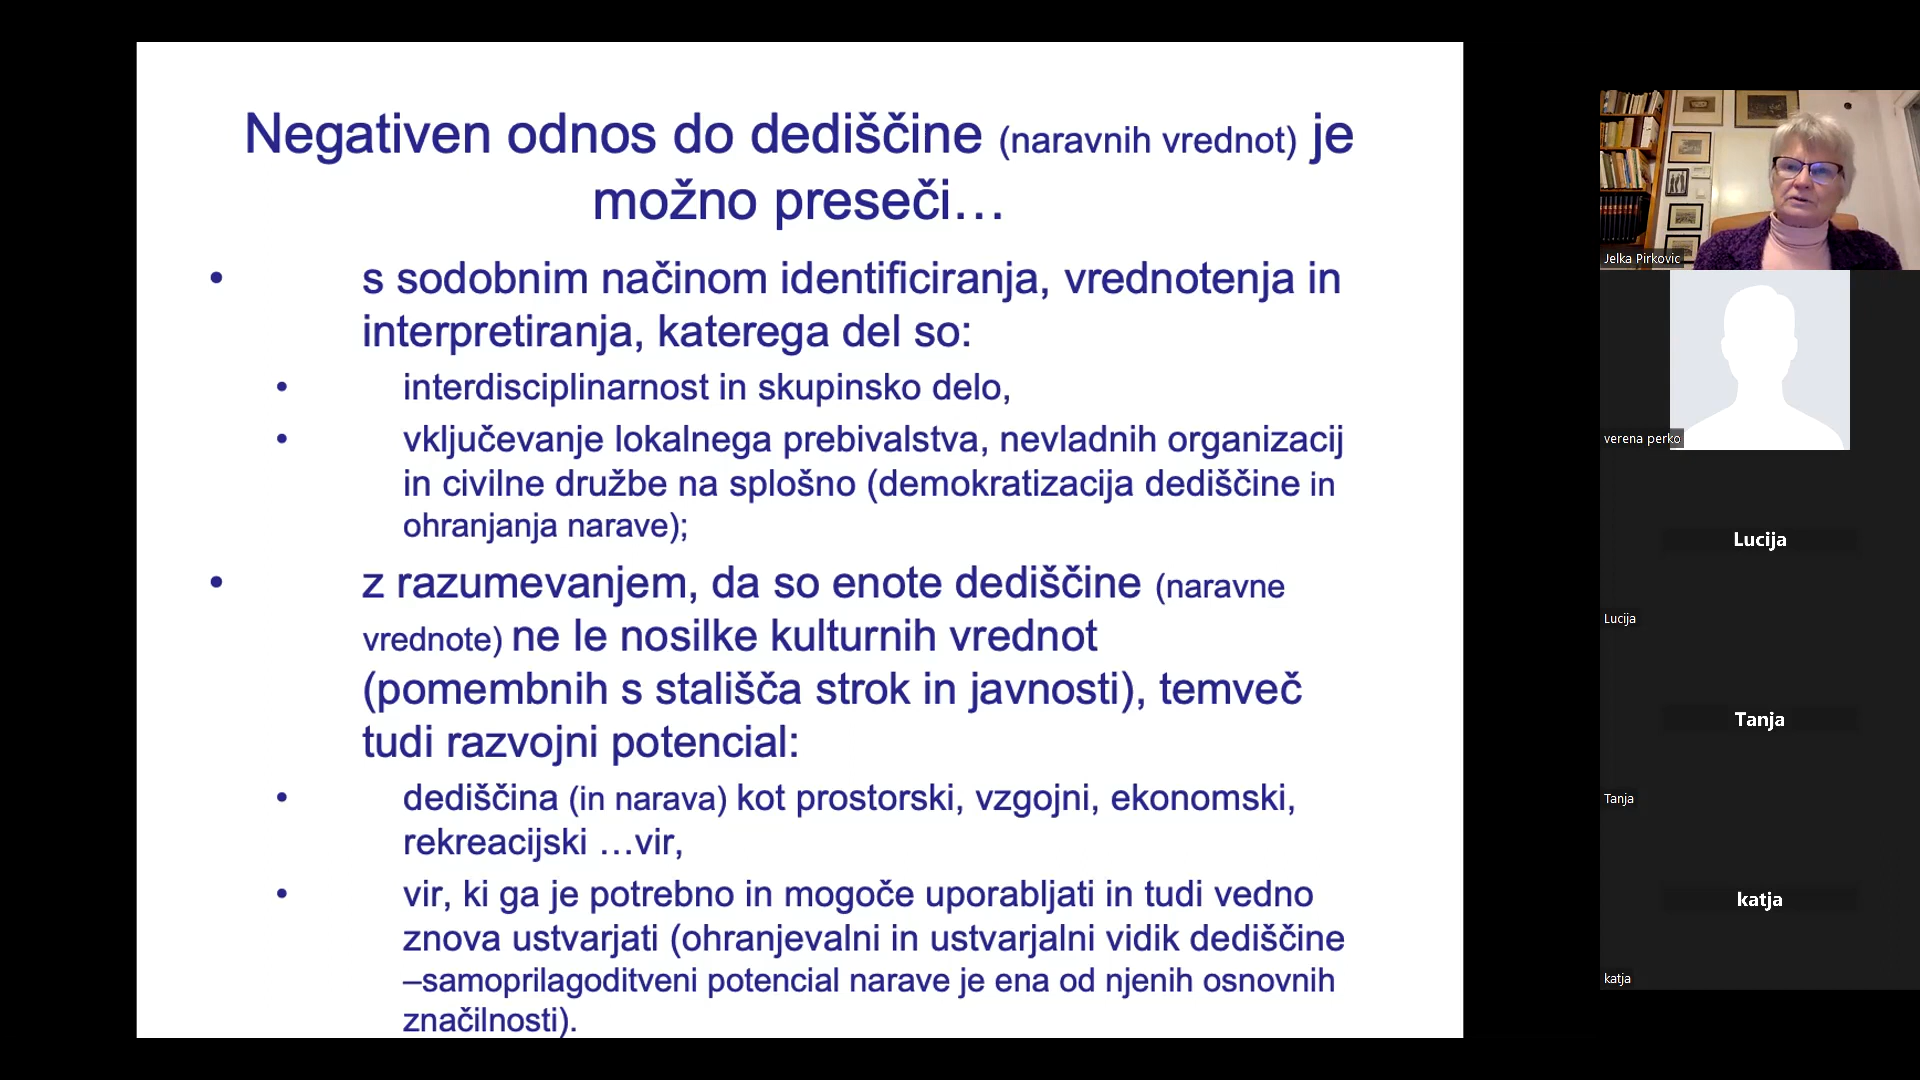 Negativen odnos do dediščine (naravnih vrednot) je
možno preseči…
• s sodobnim načinom identificiranja, vrednotenja in
interpretiranja, katerega del so:
• interdisciplinarnost in skupinsko delo,
• vključevanje lokalnega prebivalstva, nevladnih organizacij
in civilne družbe na splošno (demokratizacija dediščine in
ohranjanja narave);
• z razumevanjem, da so enote dediščine (naravne
vrednote) ne le nosilke kulturnih vrednot
(pomembnih s stališča strok in javnosti), temveč
tudi razvojni potencial:
• dediščina (in narava) kot prostorski, vzgojni, ekonomski,
rekreacijski …vir,
• vir, ki ga je potrebno in mogoče uporabljati in tudi vedno
znova ustvarjati (ohranjevalni in ustvarjalni vidik dediščine
–samoprilagoditveni potencial narave je ena od njenih osnovnih
značilnosti).
Jelka Pirkovic
verena perko
Lucija
Lucija
Tanja
Tanja
katja
katja